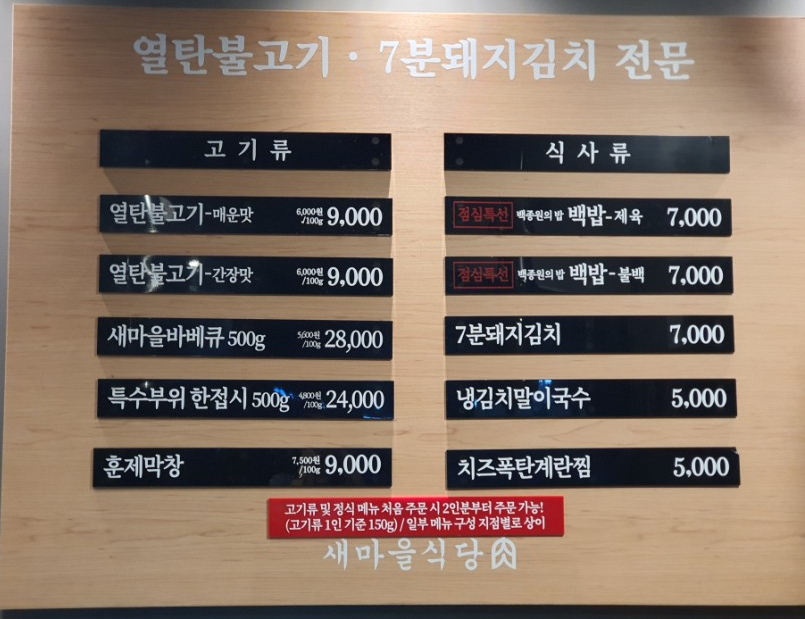 열탄불고기 · 7분돼지김치 전문
고기류
열탄불고기-매운맛 6,000원/100g 9,000
열탄불고기-간장맛 6,000원/100g 9,000
새마을바베큐 500g 5,600원/100g 28,000
특수부위 한접시 500g 4,800원/100g 24,000
훈제막창 7,500원/100g 9,000
식사류
점심특선 백종원의 밥 백밥-제육 7,000
점심특선 백종원의 밥 백밥-불백 7,000
7분돼지김치 7,000
냉김치말이국수 5,000
치즈폭탄계란찜 5,000
고기류 및 정식 메뉴 처음 주문 시 2인분부터 주문 가능!
(고기류 1인 기준 150g) / 일부 메뉴 구성 지점별로 상이
새마을식당